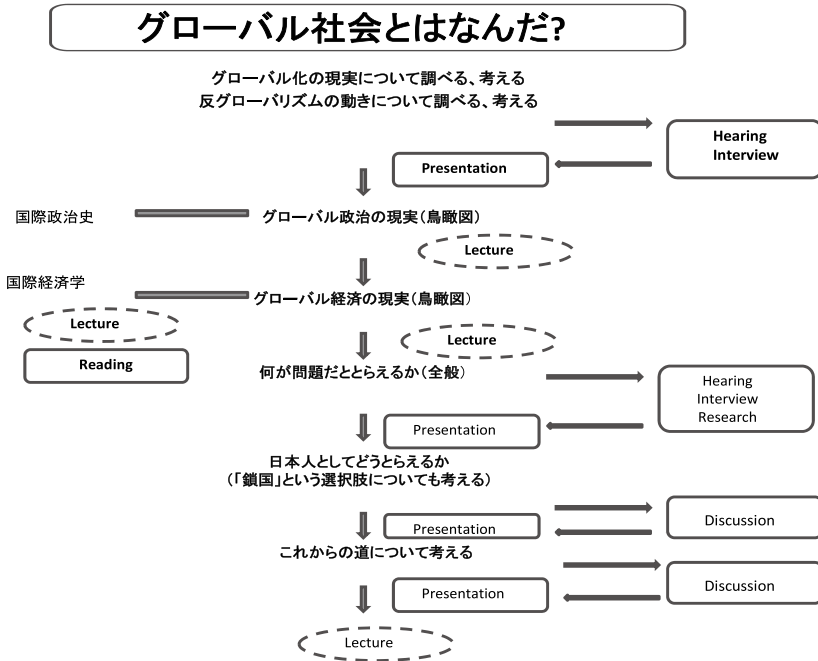 グローバル社会とはなんだ?
グローバル化の現実について調べる、考える
反グローバリズムの動きについて調べる、考える
Hearing
Interview
Presentation
国際政治史
グローバル政治の現実(鳥瞰図)
Lecture
国際経済学
グローバル経済の現実(鳥瞰図)
Lecture
Reading
Lecture
何が問題だととらえるか(全般)
Hearing
Interview
Research
Presentation
日本人としてどうとらえるか
(「鎖国」という選択肢についても考える)
Presentation
Discussion
これからの道について考える
Presentation
Discussion
Lecture